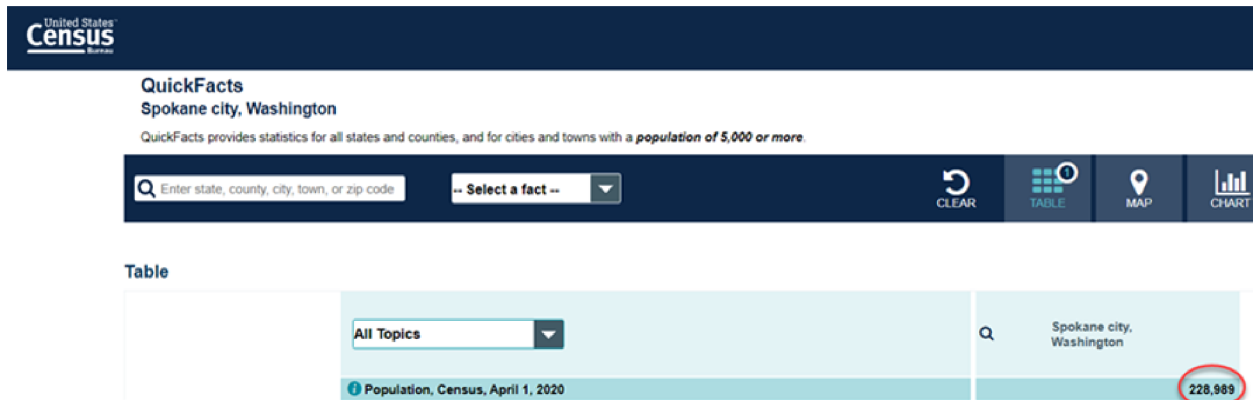 United States
Census
Bureau
QuickFacts
Spokane city, Washington
QuickFacts provides statistics for all states and counties, and for cities and towns with a population of 5,000 or more.
Enter state, county, city, town, or zip code
-- Select a fact --
CLEAR
1
TABLE
MAP
CHART
Table
All Topics
Spokane city,
Washington
Population, Census, April 1, 2020
228,989